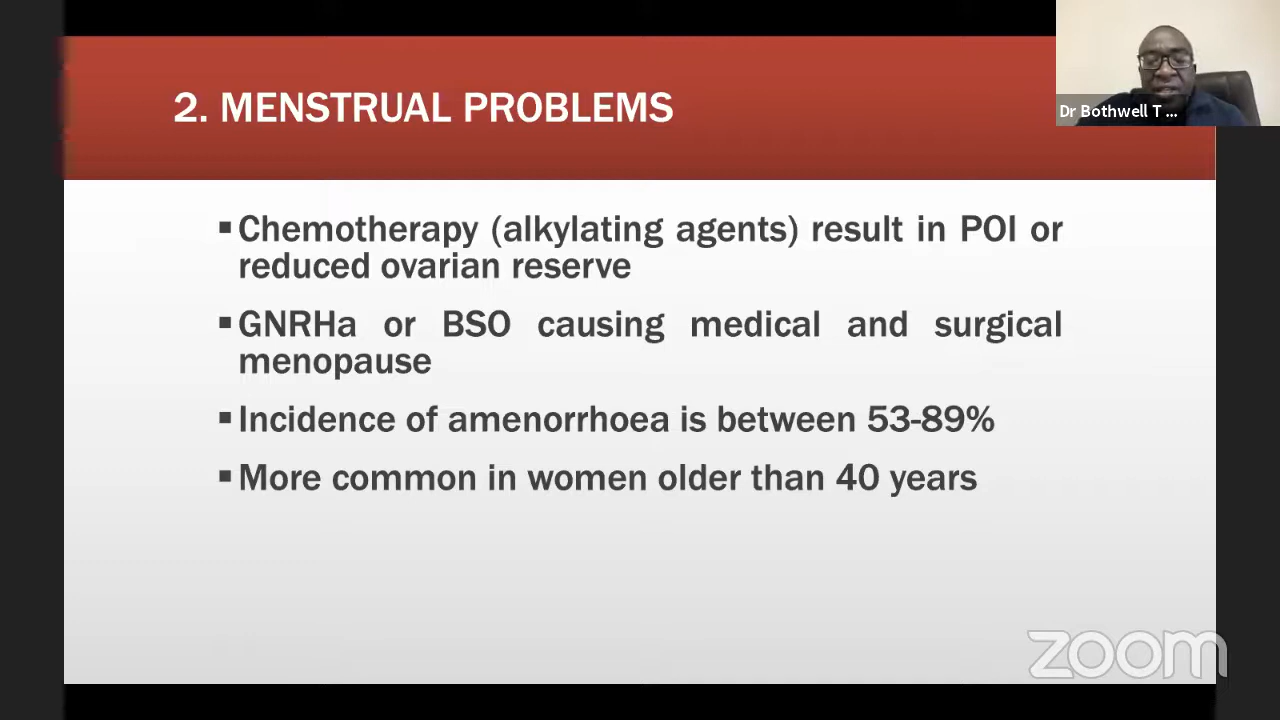 2. MENSTRUAL PROBLEMS
Dr Bothwell T ...
▪Chemotherapy (alkylating agents) result in POI or
reduced ovarian reserve
▪GNRHa or BSO causing medical and surgical
menopause
▪Incidence of amenorrhoea is between 53-89%
▪More common in women older than 40 years
zoom